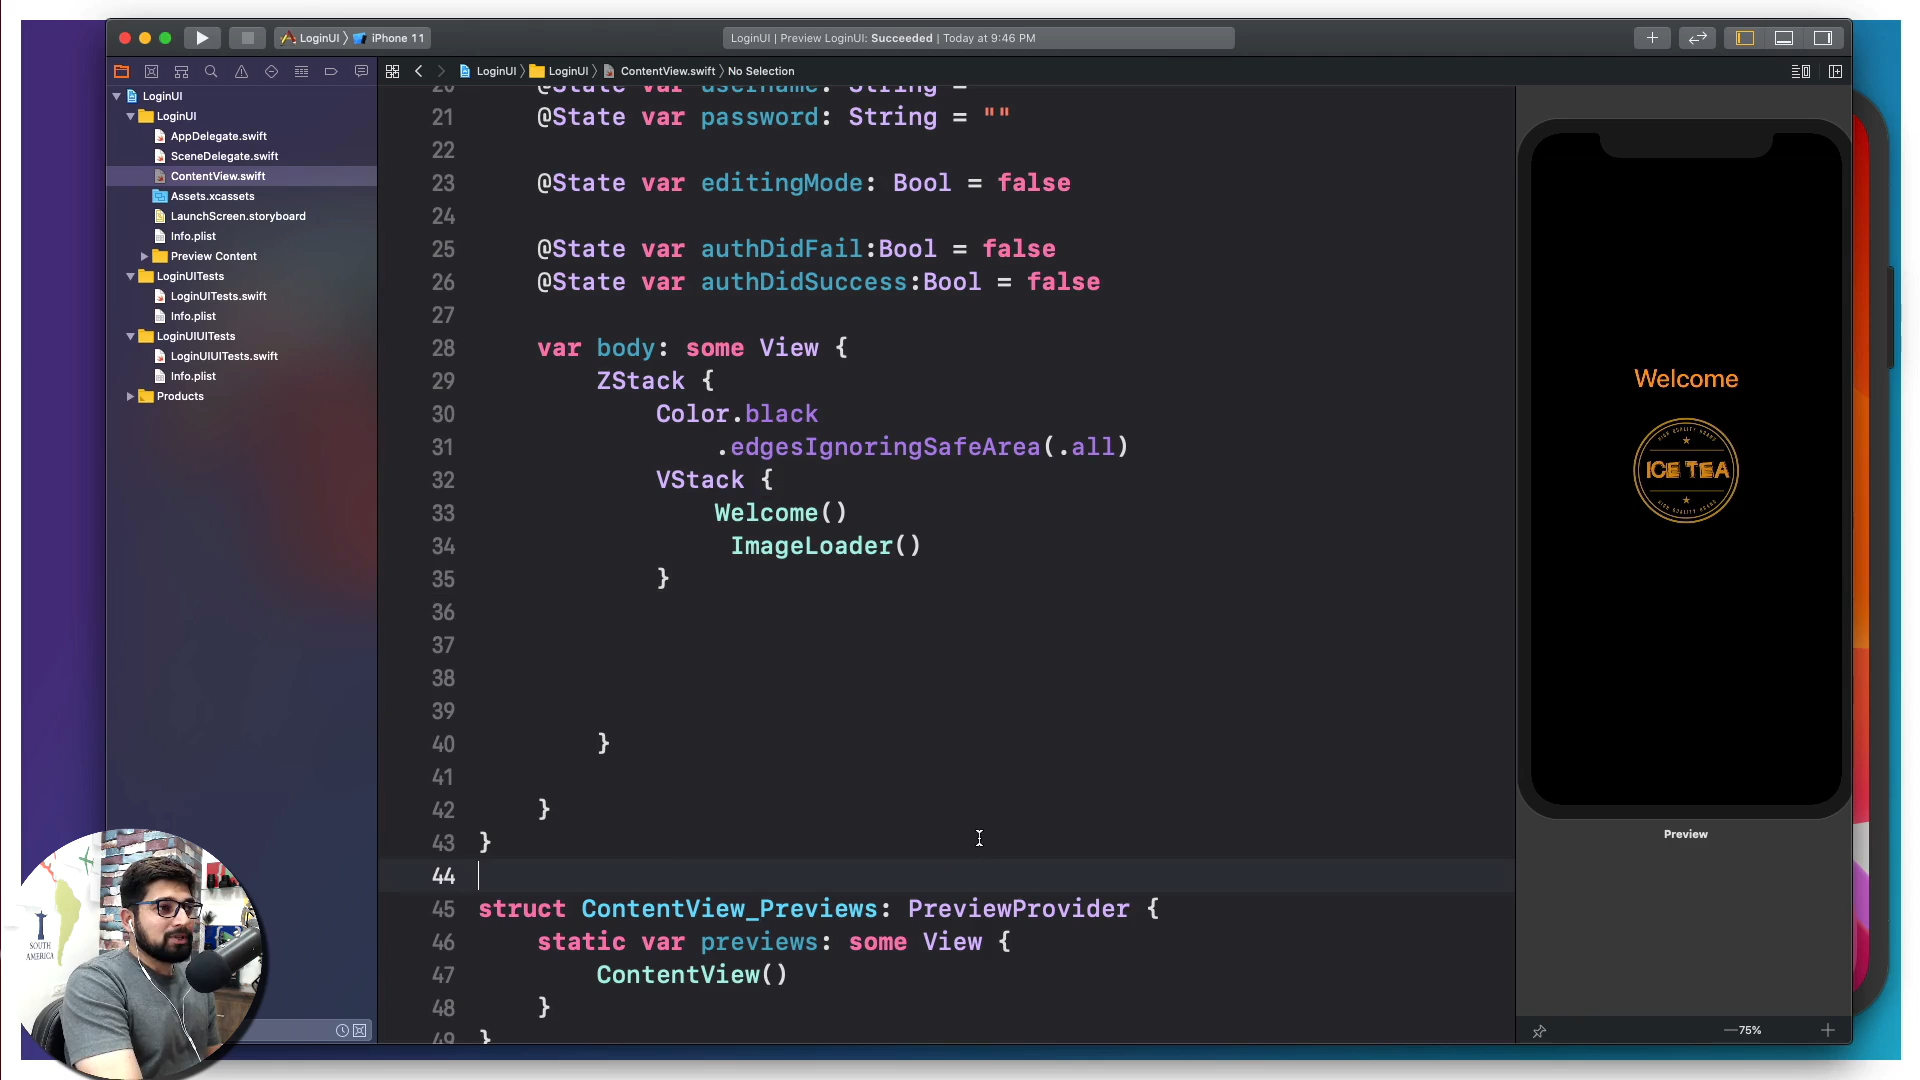 LoginUI
iPhone 11
LoginUI | Preview LoginUI: Succeeded | Today at 9:46 PM
LoginUI
LoginUI
ContentView.swift
No Selection
LoginUI
LoginUI
AppDelegate.swift
SceneDelegate.swift
ContentView.swift
Assets.xcassets
LaunchScreen.storyboard
Info.plist
Preview Content
LoginUITests
LoginUITests.swift
Info.plist
LoginUIUITests
LoginUIUITests.swift
Info.plist
Products
20 @State var username: String =
21 @State var password: String = ""
22
23 @State var editingMode: Bool = false
24
25 @State var authDidFail:Bool = false
26 @State var authDidSuccess:Bool = false
27
28 var body: some View {
29 ZStack {
30 Color.black
31 .edgesIgnoringSafeArea(.all)
32 VStack {
33 Welcome()
34 ImageLoader()
35 }
36
37
38
39
40 }
41
42 }
43 }
44
45 struct ContentView_Previews: PreviewProvider {
46 static var previews: some View {
47 ContentView()
48 }
49 }
Welcome
HIGH QUALITY
ICE TEA
HIGH QUALITY
Preview
75%
SOUTH
AMERICA